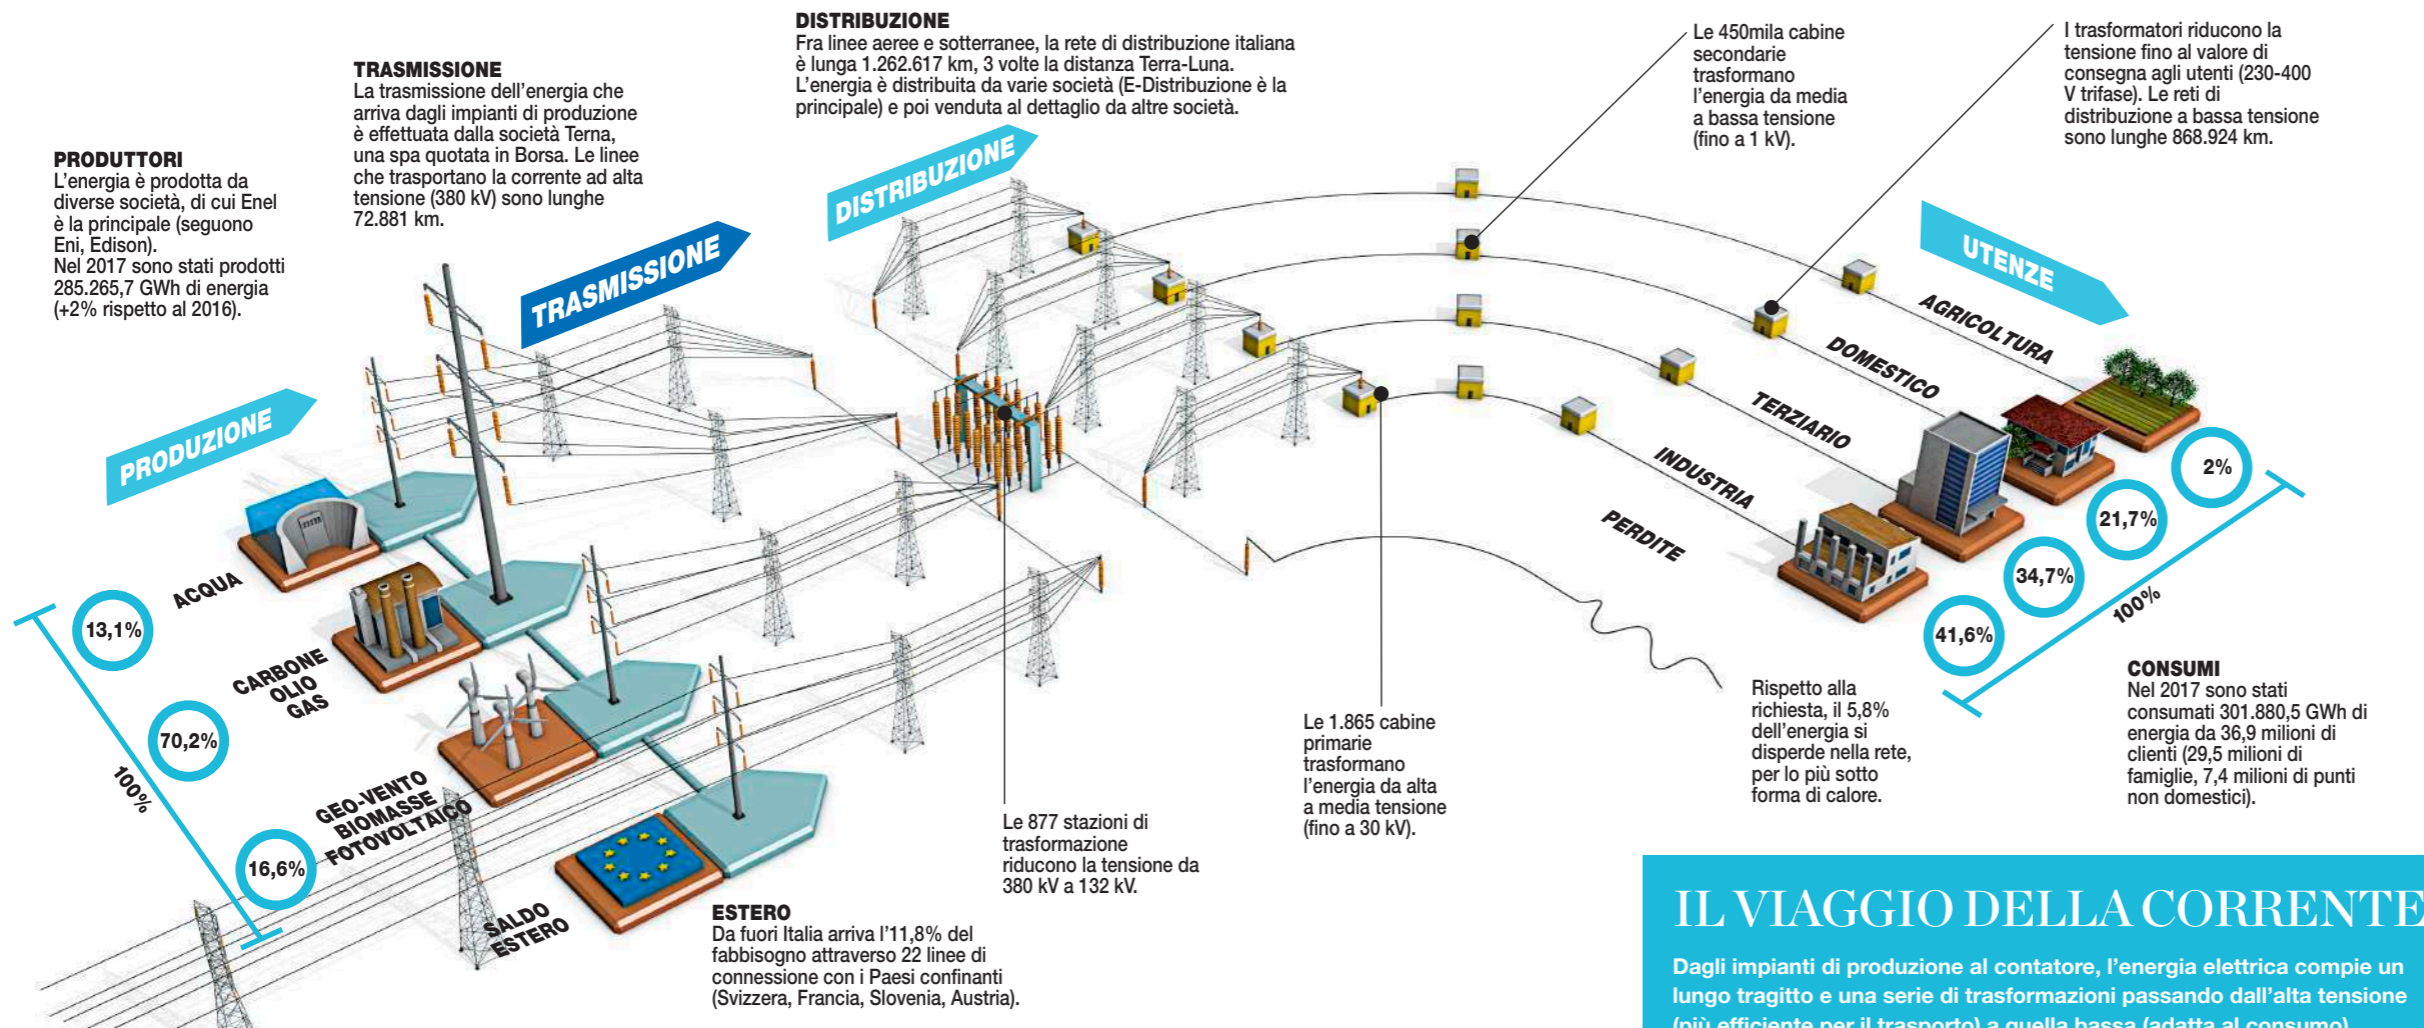 DISTRIBUZIONE
Fra linee aeree e sotterranee, la rete di distribuzione italiana
è lunga 1.262.617 km, 3 volte la distanza Terra-Luna.
L'energia è distribuita da varie società (E-Distribuzione è la
principale) e poi venduta al dettaglio da altre società.
Le 450mila cabine
secondarie
trasformano
l'energia da media
a bassa tensione
(fino a 1 kV).
I trasformatori riducono la
tensione fino al valore di
consegna agli utenti (230-400
V trifase). Le reti di
distribuzione a bassa tensione
sono lunghe 868.924 km.
TRASMISSIONE
La trasmissione dell'energia che
arriva dagli impianti di produzione
è effettuata dalla società Terna,
una spa quotata in Borsa. Le linee
che trasportano la corrente ad alta
tensione (380 kV) sono lunghe
72.881 km.
PRODUTTORI
L'energia è prodotta da
diverse società, di cui Enel
è la principale (seguono
Eni, Edison).
Nel 2017 sono stati prodotti
285.265,7 GWh di energia
(+2% rispetto al 2016).
PRODUZIONE
TRASMISSIONE
DISTRIBUZIONE
UTENZE
AGRICOLTURA
DOMESTICO
TERZIARIO
INDUSTRIA
PERDITE
2%
21,7%
34,7%
41,6%
100%
ACQUA
13,1%
CARBONE
OLIO
GAS
70,2%
GEO-VENTO
BIOMASSE
FOTOVOLTAICO
16,6%
100%
SALDO
ESTERO
ESTERO
Da fuori Italia arriva l'11,8% del
fabbisogno attraverso 22 linee di
connessione con i Paesi confinanti
(Svizzera, Francia, Slovenia, Austria).
Le 877 stazioni di
trasformazione
riducono la tensione da
380 kV a 132 kV.
Le 1.865 cabine
primarie
trasformano
l'energia da alta
a media tensione
(fino a 30 kV).
Rispetto alla
richiesta, il 5,8%
dell'energia si
disperde nella rete,
per lo più sotto
forma di calore.
CONSUMI
Nel 2017 sono stati
consumati 301.880,5 GWh di
energia da 36,9 milioni di
clienti (29,5 milioni di
famiglie, 7,4 milioni di punti
non domestici).
IL VIAGGIO DELLA CORRENTE
Dagli impianti di produzione al contatore, l'energia elettrica compie un
lungo tragitto e una serie di trasformazioni passando dall'alta tensione
(più efficiente per il trasporto) a quella bassa (adatta al consumo).